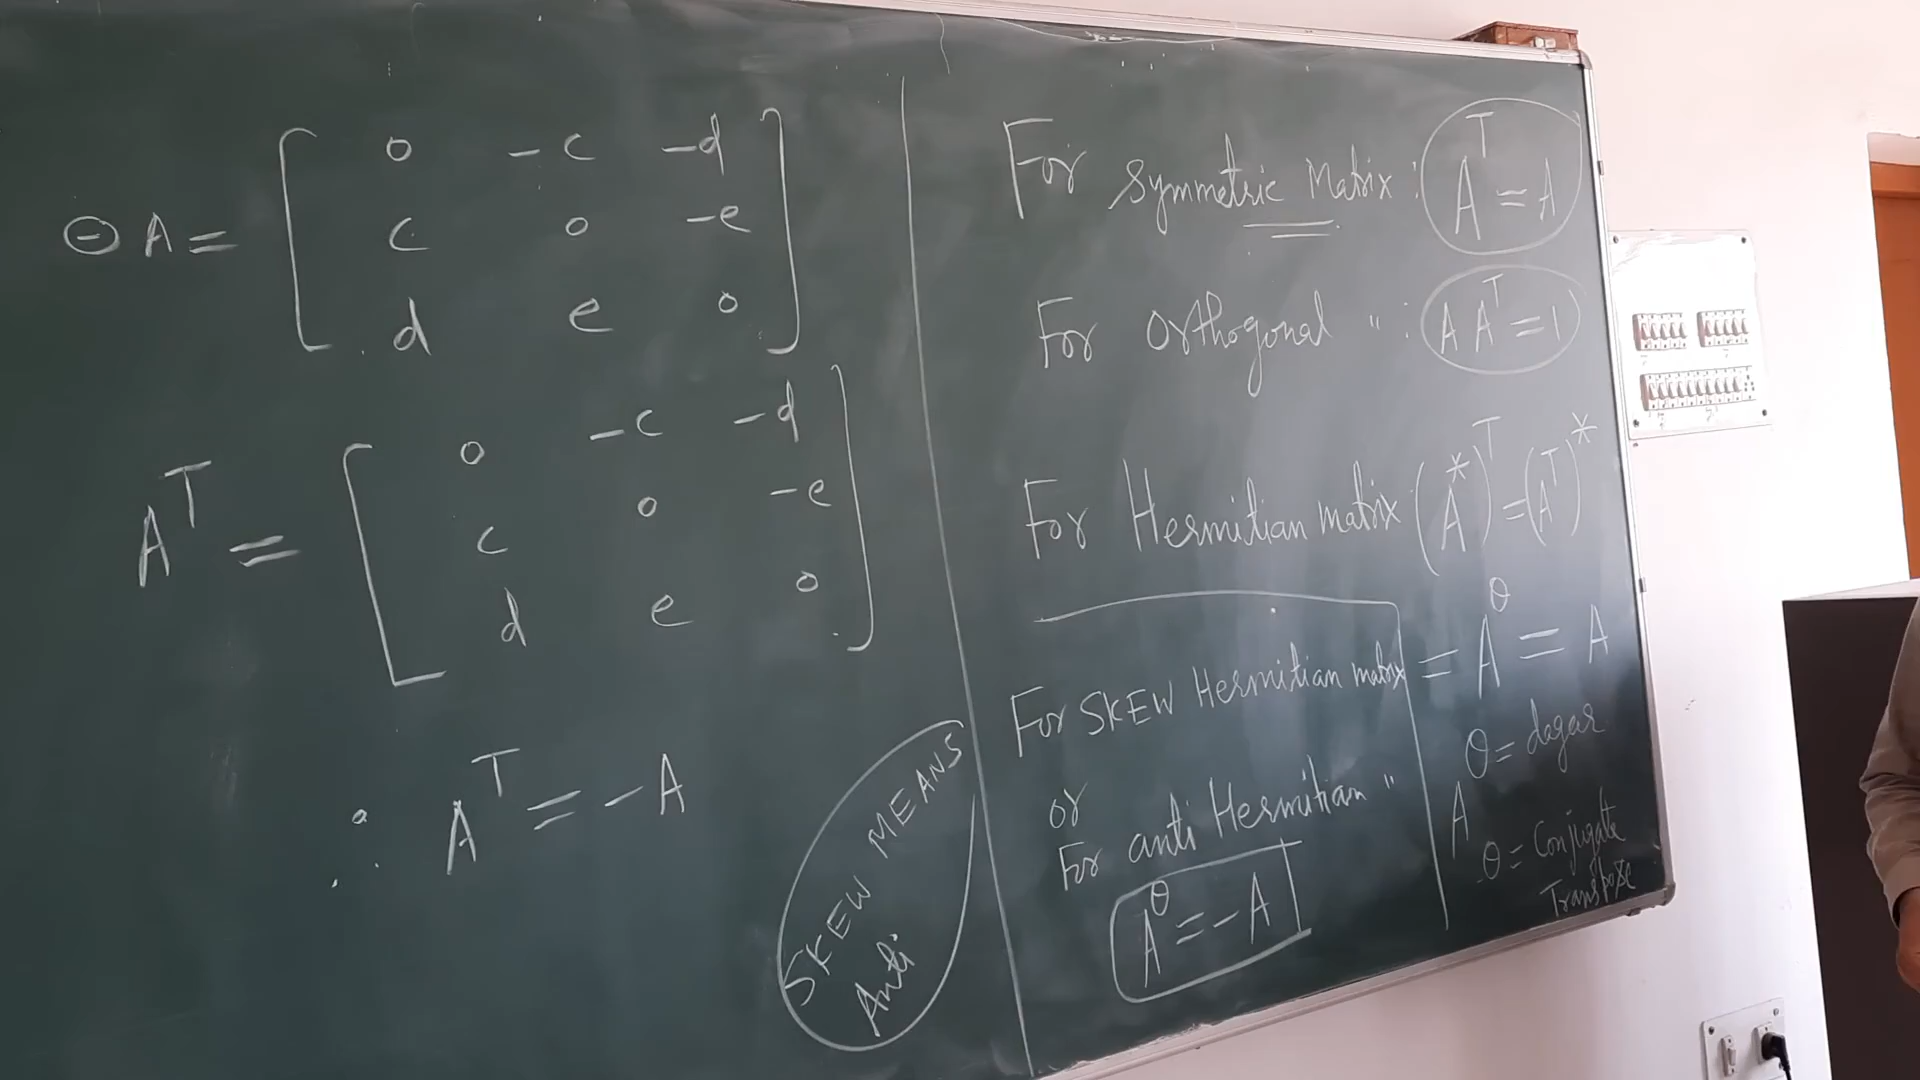 ⊖ A = [ 0 -c -d
c 0 -e
d e 0 ]
A^T = [ 0 -c -d
c 0 -e
d e 0 ]
∴ A^T = -A
SKEW MEANS
Anti
For Symmetric Matrix : A^T = A
For Orthogonal " : A A^T = 1
For Hermitian matrix (A^*)^T = (A^T)^*
= A^θ = A
θ = dagar
A
θ = Conjugate
Transpose
For SKEW Hermitian matrix
or
For anti Hermitian "
A^θ = -A